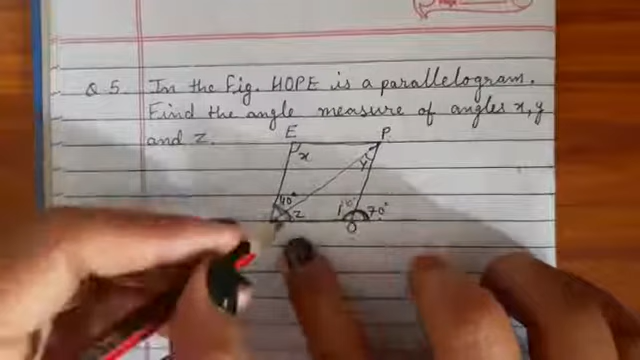 Q 5. In the Fig. HOPE is a parallelogram.
Find the angle measure of angles x, y
and z.
E P
x
y
40°
z
70°
O